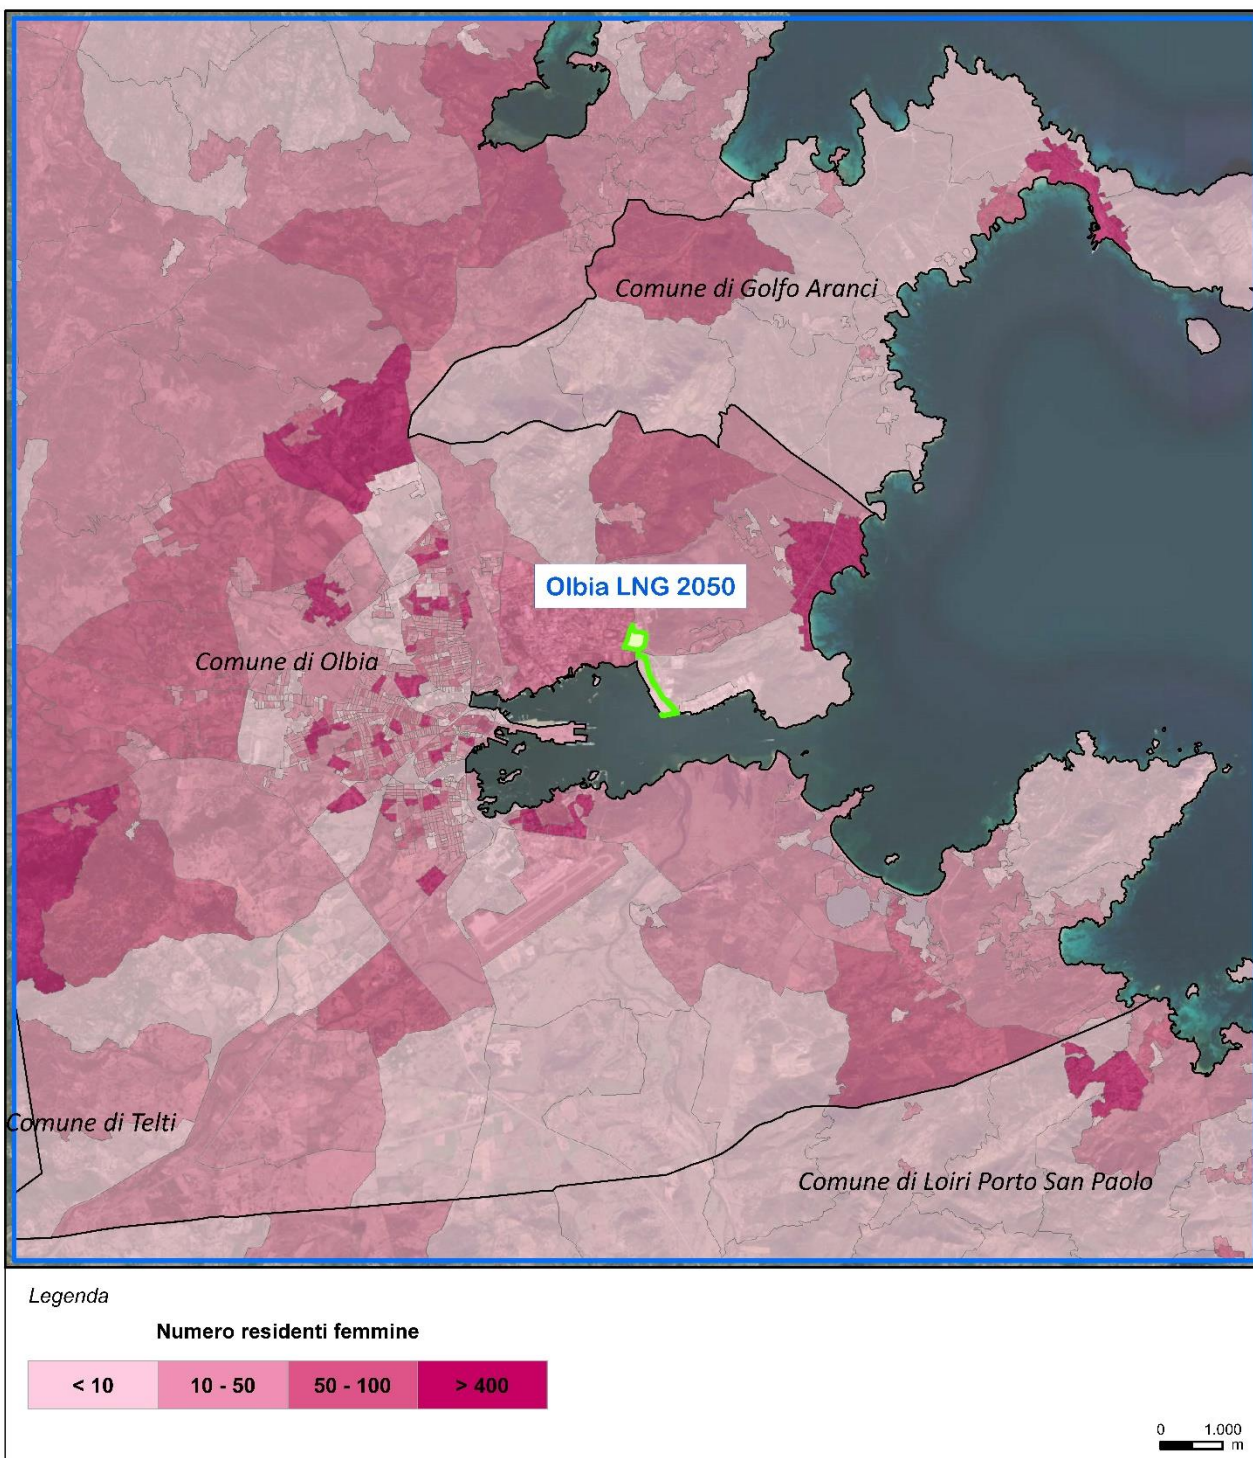 Comune di Golfo Aranci
Olbia LNG 2050
Comune di Olbia
Comune di Telti
Comune di Loiri Porto San Paolo
Legenda
Numero residenti femmine
< 10
10 - 50
50 - 100
> 400
0 1.000
m